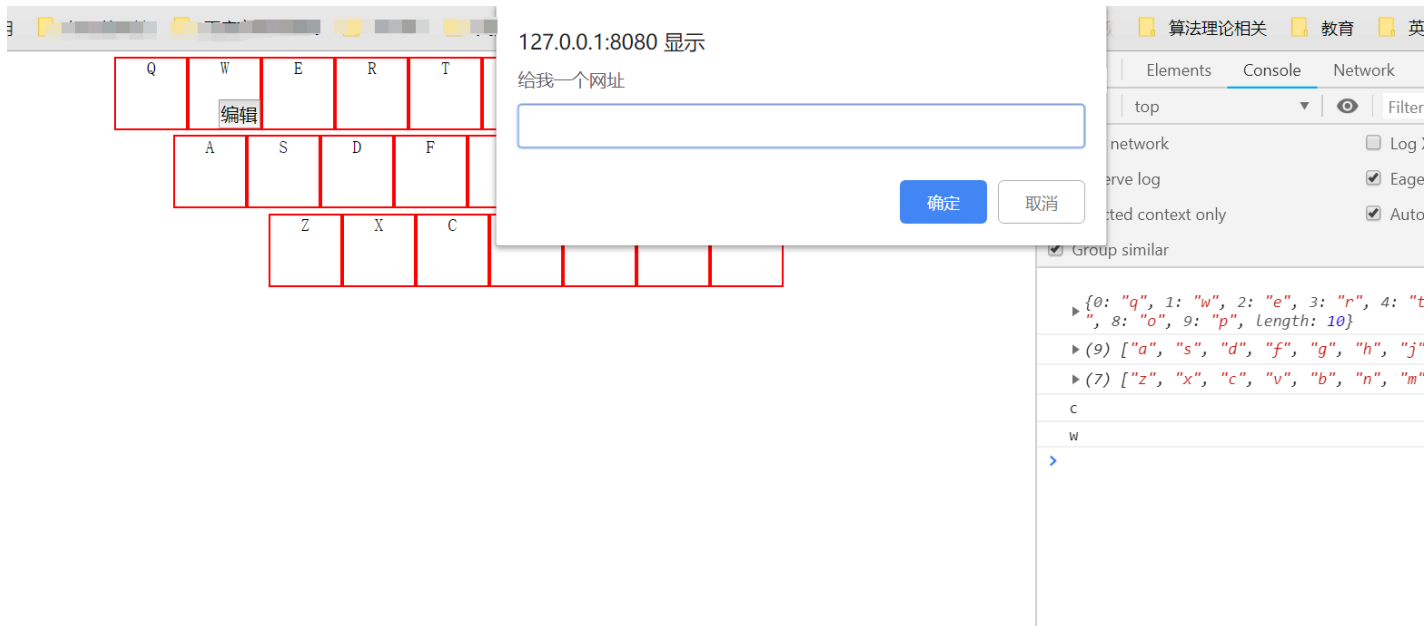 算法理论相关 教育 英
127.0.0.1:8080 显示
给我一个网址
确定 取消
Q W E R T
编辑
A S D F
Z X C
Elements Console Network
top ▼ Filter
network Log
erve log Eage
cted context only Auto
Group similar
{0: "q", 1: "w", 2: "e", 3: "r", 4: "t
", 8: "o", 9: "p", length: 10}
(9) ["a", "s", "d", "f", "g", "h", "j"
(7) ["z", "x", "c", "v", "b", "n", "m"
c
w